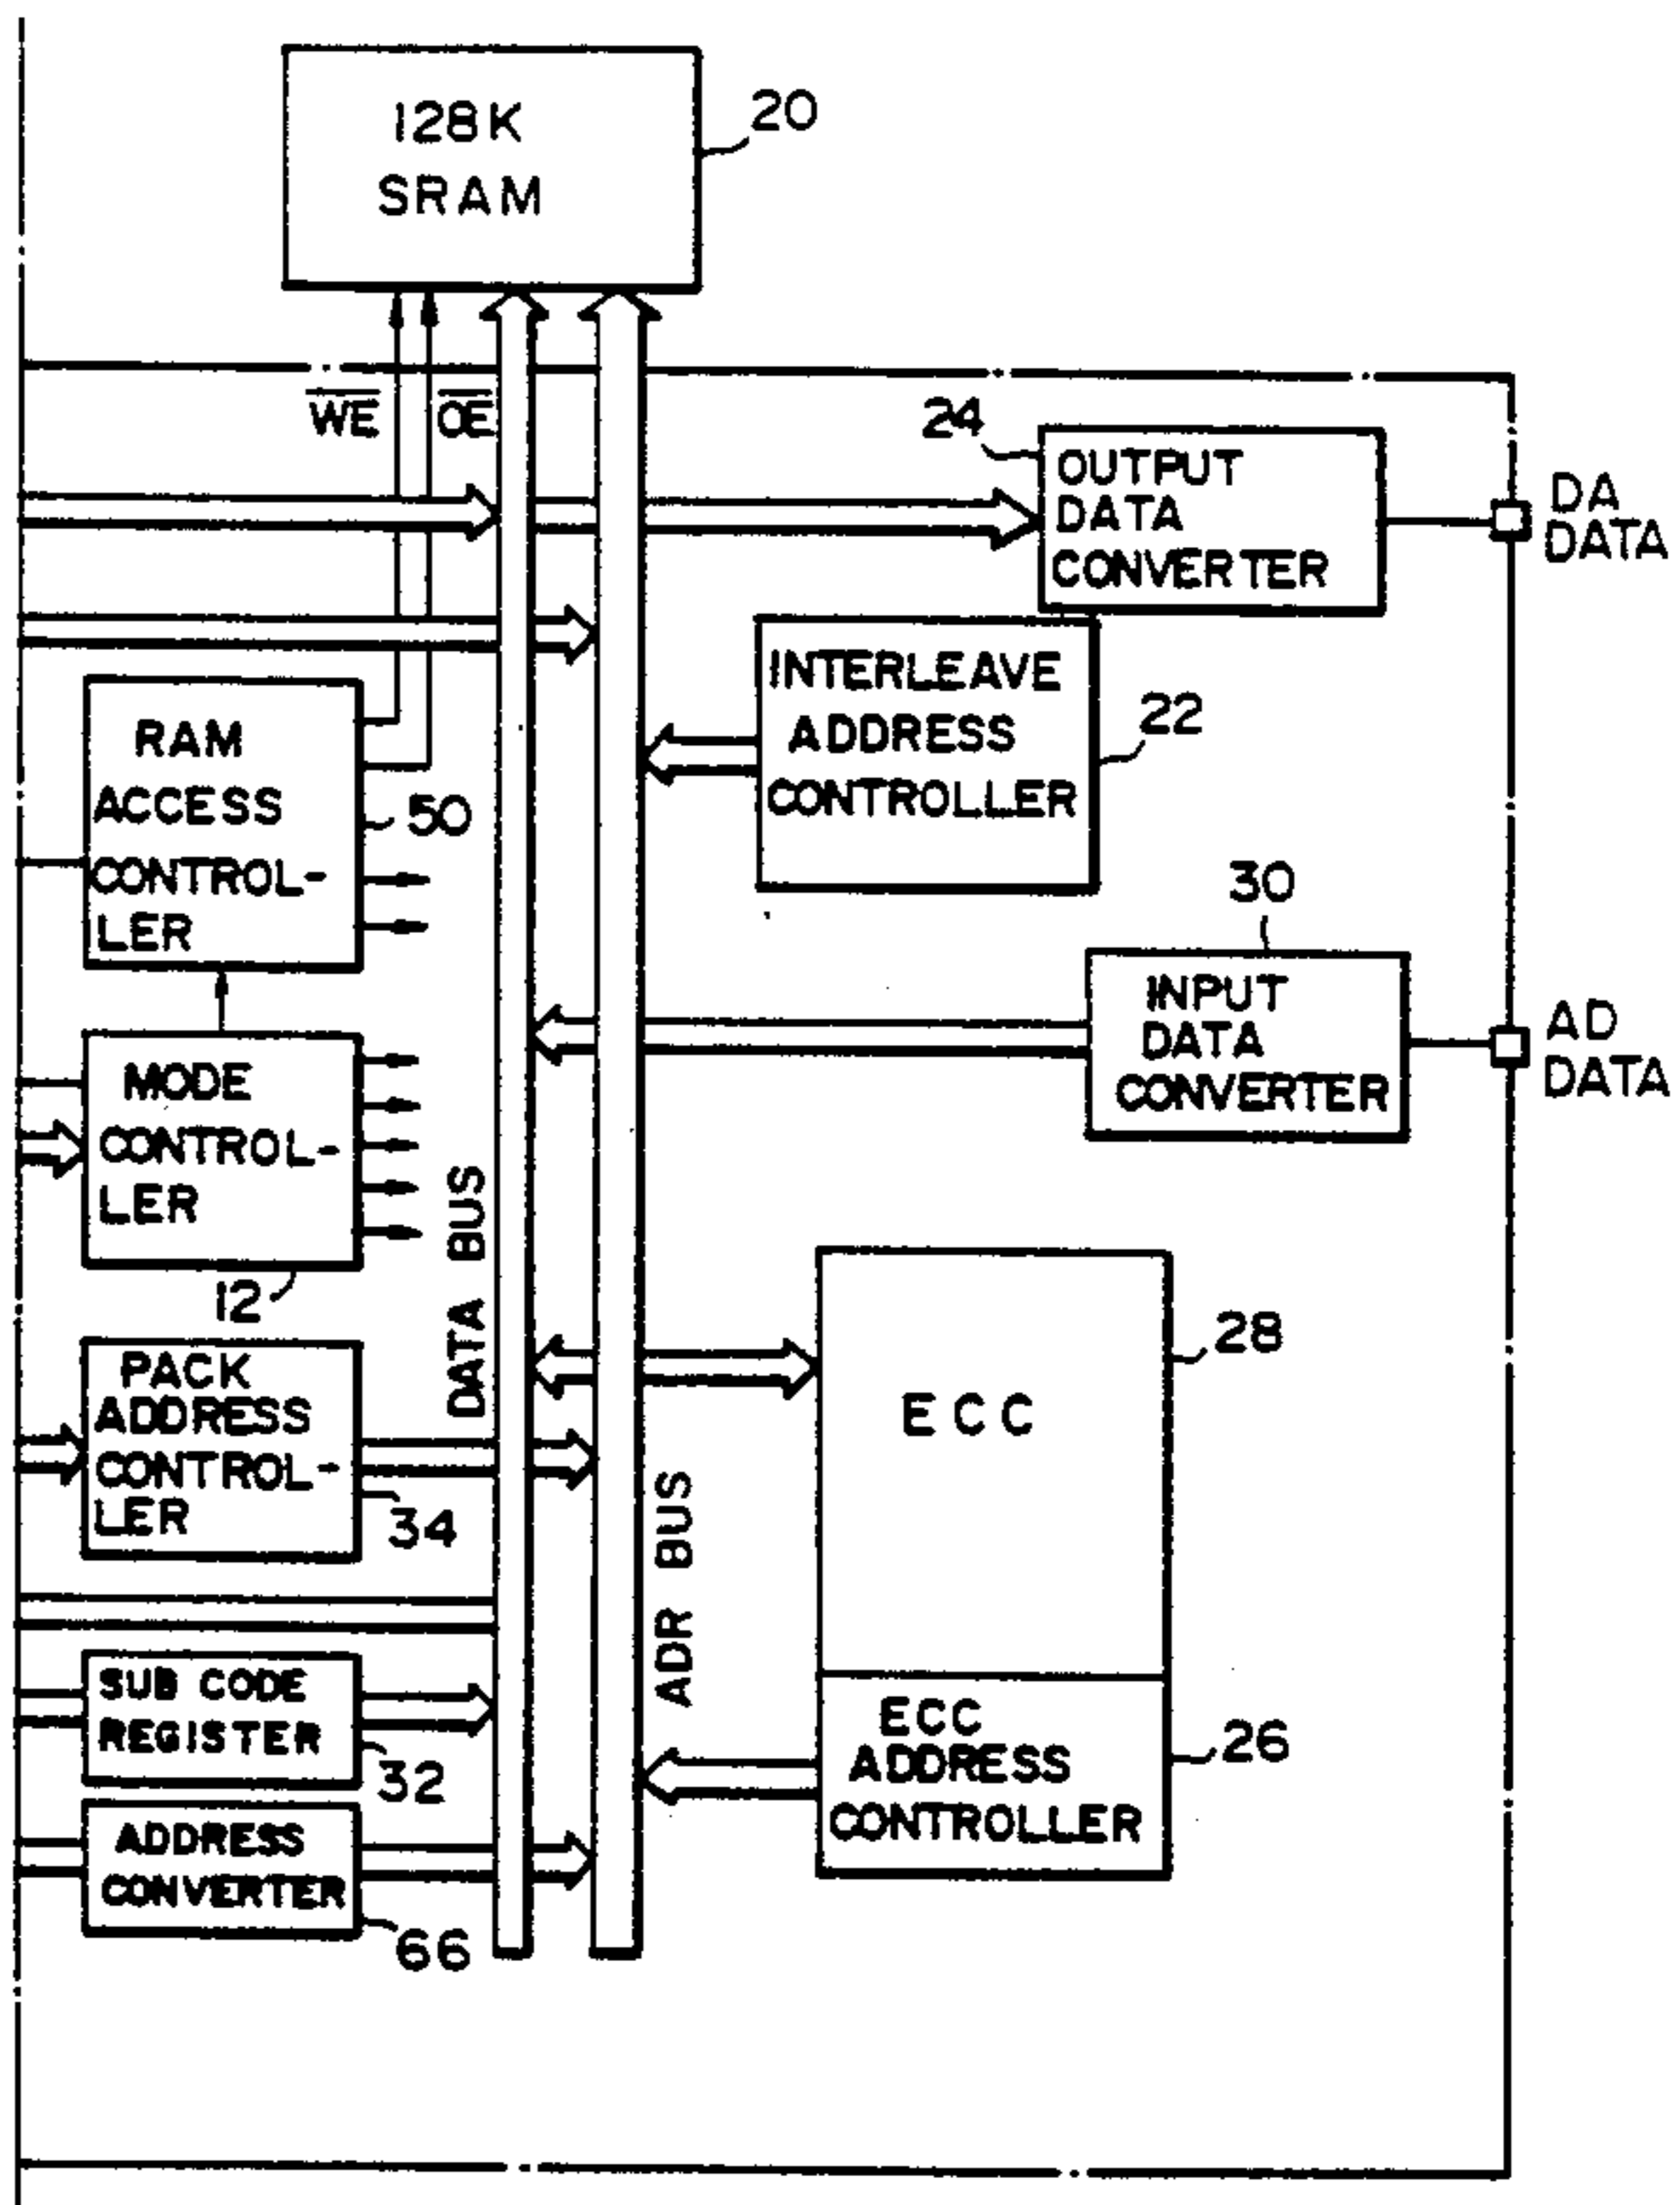 128K
SRAM
20
WE
OE
24
OUTPUT
DATA
CONVERTER
DA
DATA
INTERLEAVE
ADDRESS
CONTROLLER
22
RAM
ACCESS
CONTROL-
LER
50
30
INPUT
DATA
CONVERTER
AD
DATA
MODE
CONTROL-
LER
12
DATA BUS
28
ECC
PACK
ADDRESS
CONTROL-
LER
34
ADR BUS
SUB CODE
REGISTER
32
ECC
ADDRESS
CONTROLLER
26
ADDRESS
CONVERTER
66